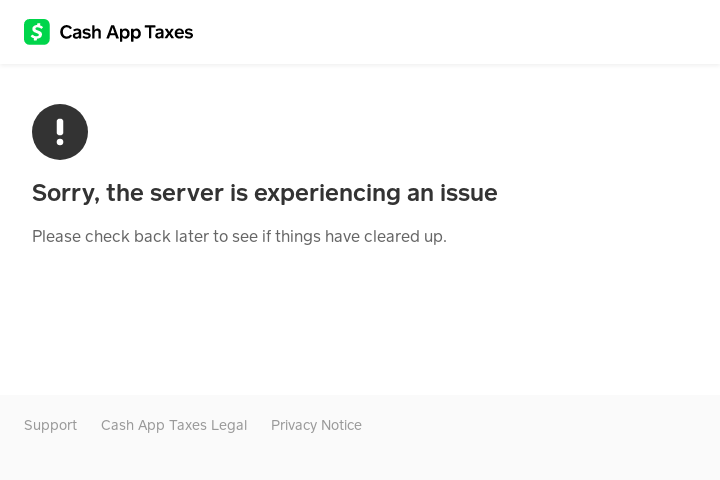 Cash App Taxes
Sorry, the server is experiencing an issue
Please check back later to see if things have cleared up.
Support Cash App Taxes Legal Privacy Notice